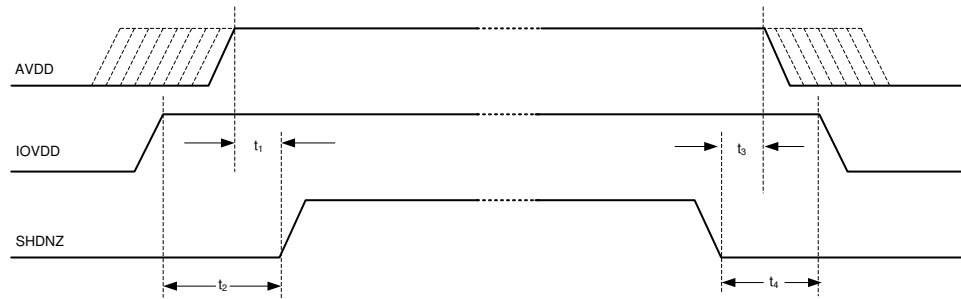 AVDD
IOVDD
t₁
t₃
SHDNZ
t₂
t₄